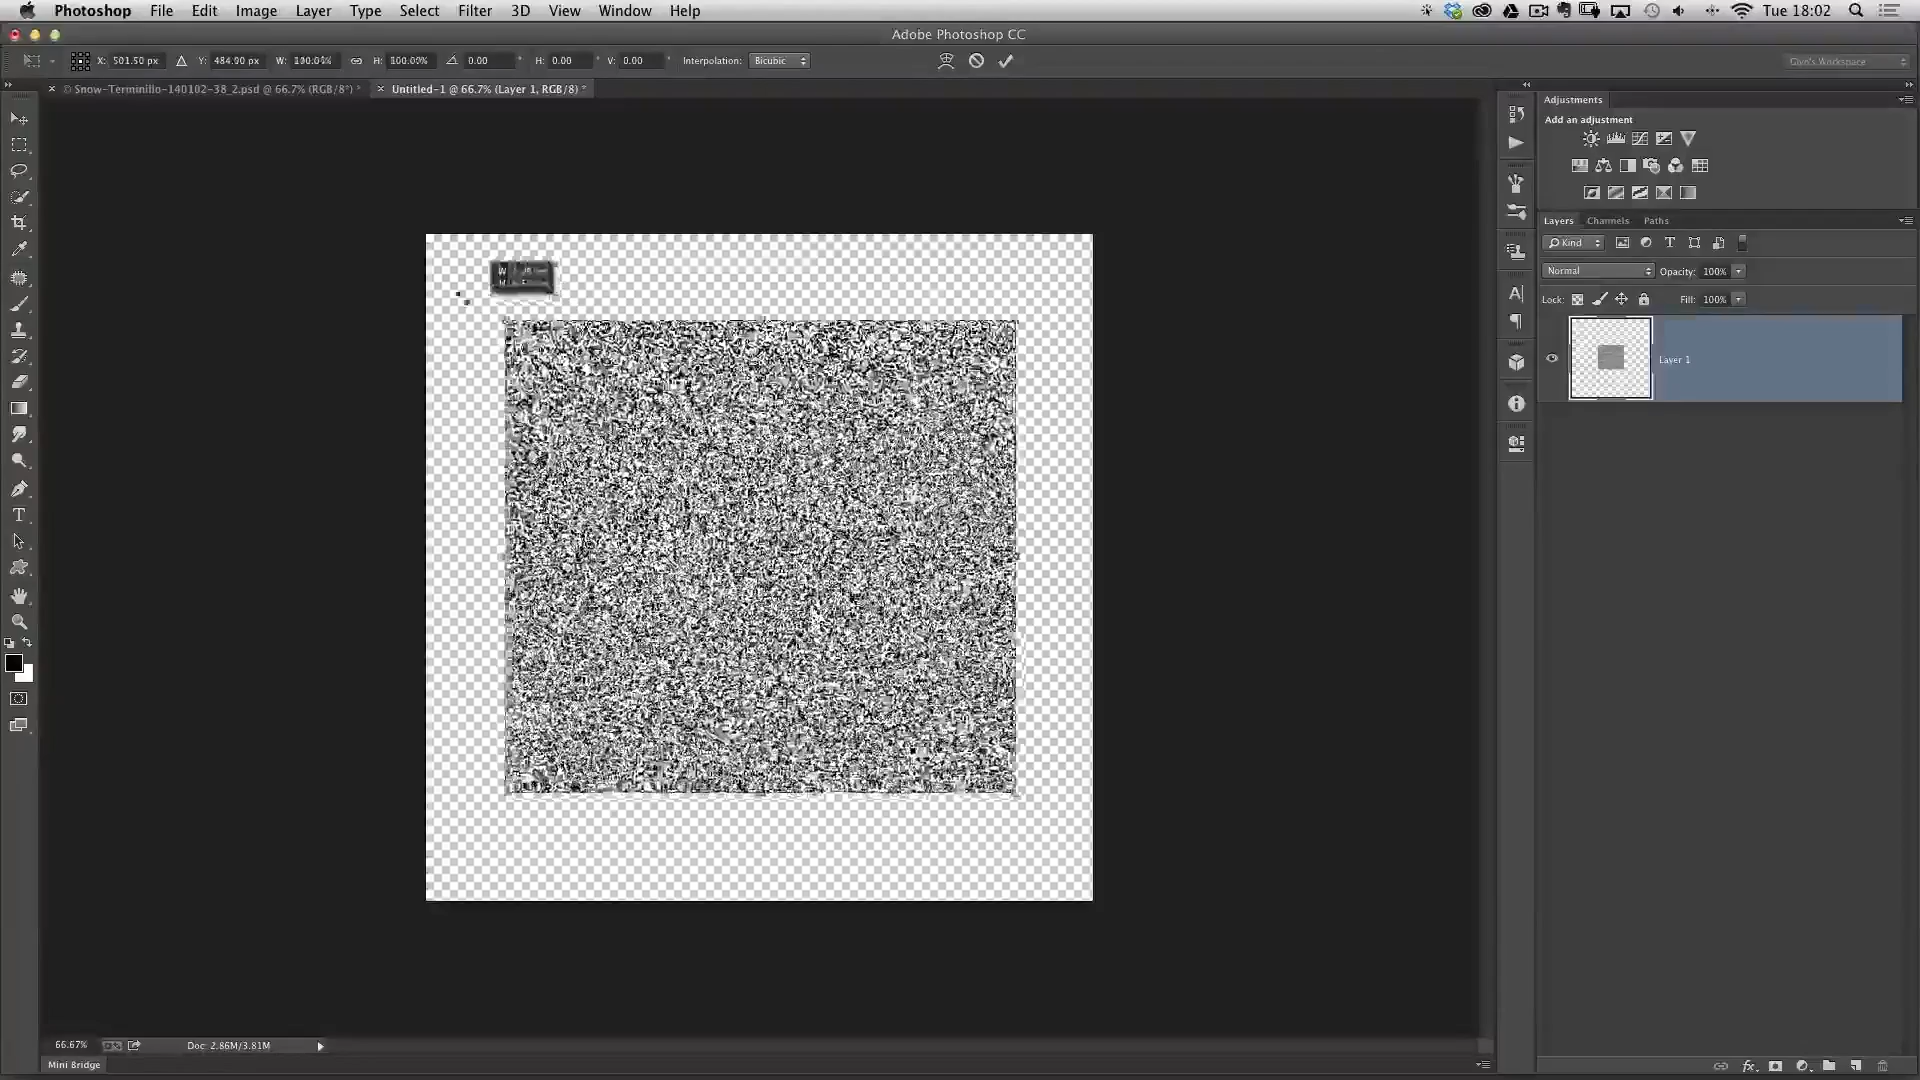 Photoshop File Edit Image Layer Type Select Filter 3D View Window Help Tue 18:02
Adobe Photoshop CC
X: 501.50 px Y: 484.90 px W: 100.00% H: 100.00% 0.00 ° H: 0.00 ° V: 0.00 ° Interpolation: Bicubic Glyn's Workspace
© Snow-Terminillo-140102-38_2.psd @ 66.7% (RGB/8*) * Untitled-1 @ 66.7% (Layer 1, RGB/8) *
Adjustments
Add an adjustment
Layers Channels Paths
Kind
Normal Opacity: 100%
Lock: Fill: 100%
Layer 1
66.67% Doc: 2.86M/3.81M
Mini Bridge